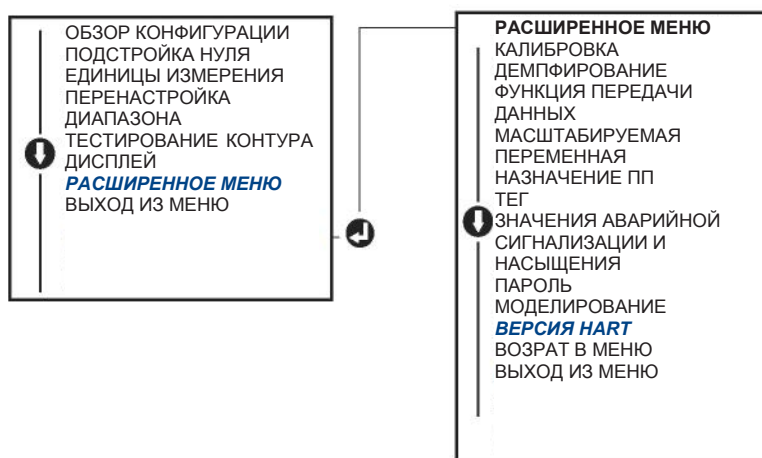 ОБЗОР КОНФИГУРАЦИИ
ПОДСТРОЙКА НУЛЯ
ЕДИНИЦЫ ИЗМЕРЕНИЯ
ПЕРЕНАСТРОЙКА
ДИАПАЗОНА
ТЕСТИРОВАНИЕ КОНТУРА
ДИСПЛЕЙ
РАСШИРЕННОЕ МЕНЮ
ВЫХОД ИЗ МЕНЮ
РАСШИРЕННОЕ МЕНЮ
КАЛИБРОВКА
ДЕМПФИРОВАНИЕ
ФУНКЦИЯ ПЕРЕДАЧИ
ДАННЫХ
МАСШТАБИРУЕМАЯ
ПЕРЕМЕННАЯ
НАЗНАЧЕНИЕ ПП
ТЕГ
ЗНАЧЕНИЯ АВАРИЙНОЙ
СИГНАЛИЗАЦИИ И
НАСЫЩЕНИЯ
ПАРОЛЬ
МОДЕЛИРОВАНИЕ
ВЕРСИЯ HART
ВОЗРАТ В МЕНЮ
ВЫХОД ИЗ МЕНЮ